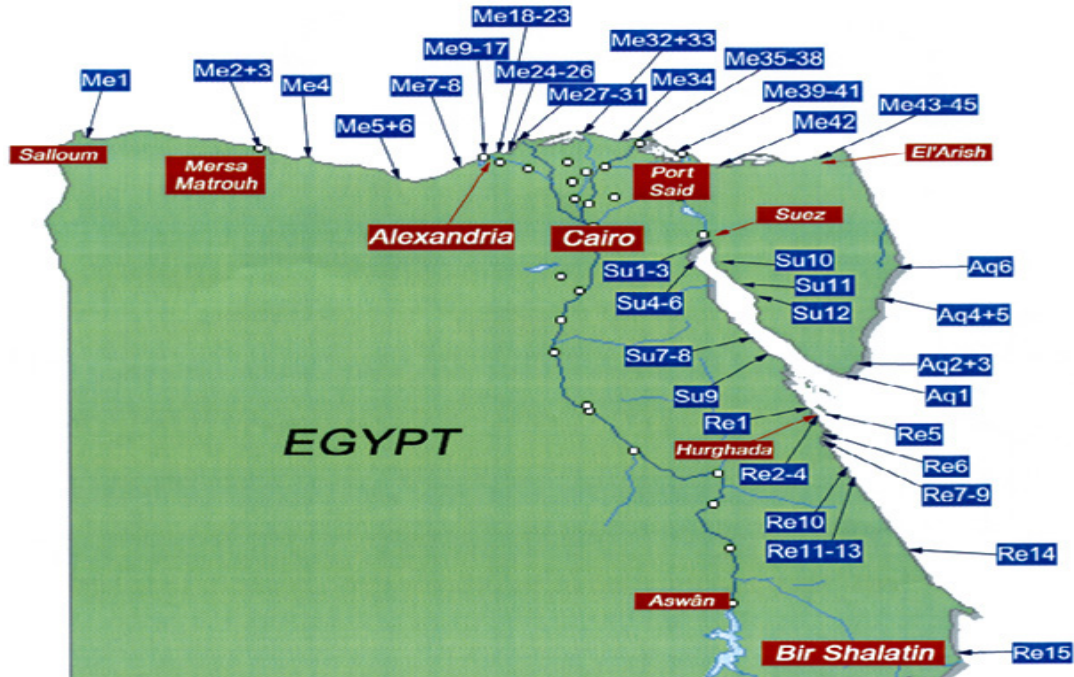 Me18-23
Me9-17
Me32+33
Me35-38
Me1
Me2+3
Me4
Me7-8
Me24-26
Me34
Me27-31
Me39-41
Me43-45
Me5+6
Me42
Salloum
Mersa
Matrouh
Port
Said
El'Arish
Alexandria
Cairo
Suez
Su1-3
Su10
Aq6
Su4-6
Su11
Su12
Aq4+5
Su7-8
Aq2+3
Su9
Aq1
Re1
Re5
EGYPT
Hurghada
Re6
Re2-4
Re7-9
Re10
Re11-13
Re14
Aswân
Bir Shalatin
Re15